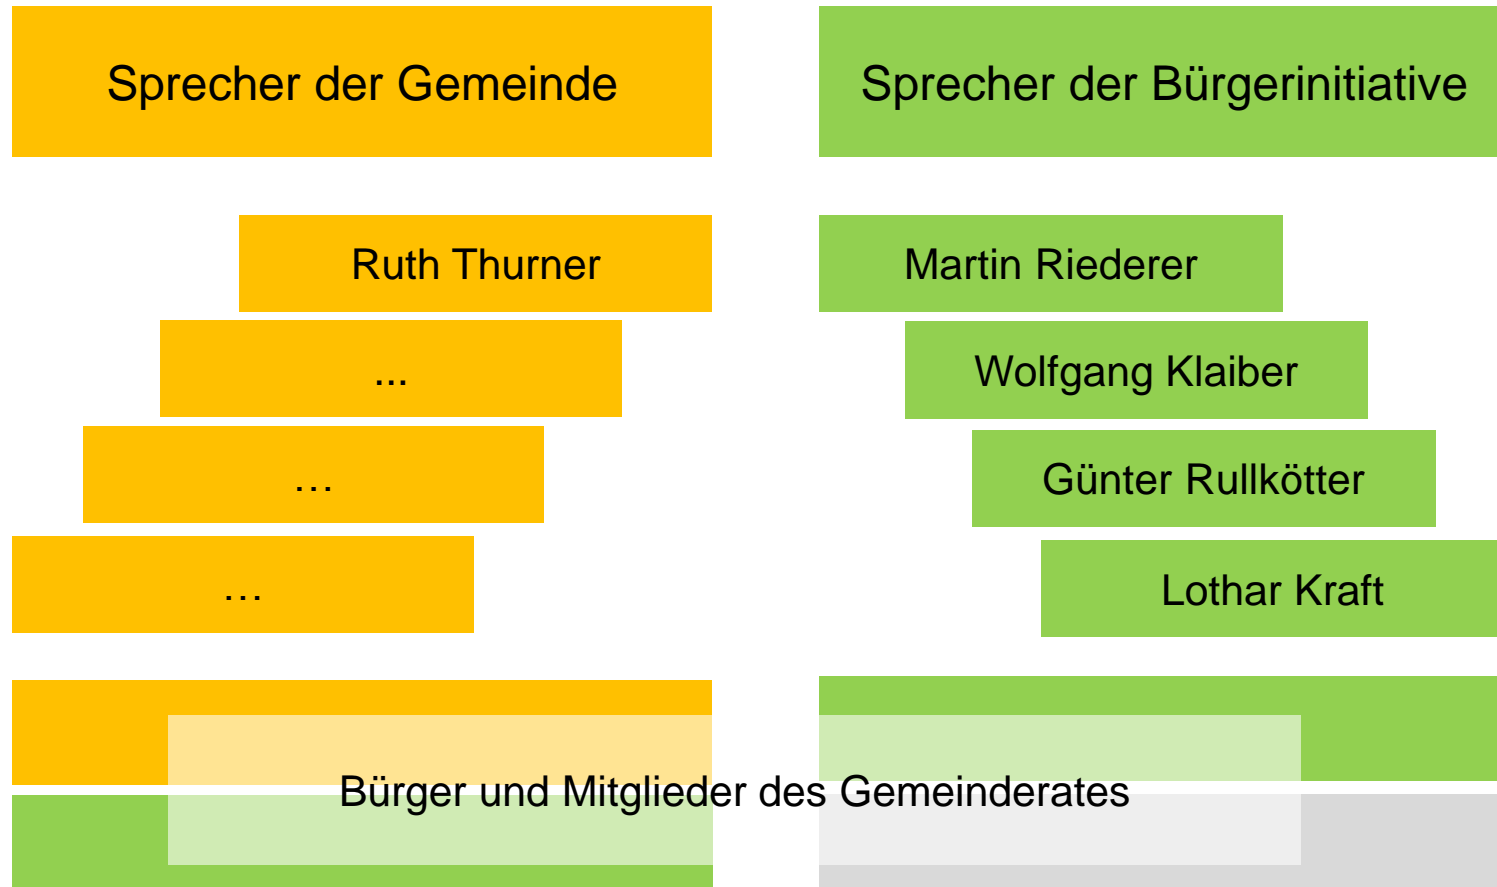 Sprecher der Gemeinde
Sprecher der Bürgerinitiative
Ruth Thurner
...
…
…
Martin Riederer
Wolfgang Klaiber
Günter Rullkötter
Lothar Kraft
Bürger und Mitglieder des Gemeinderates